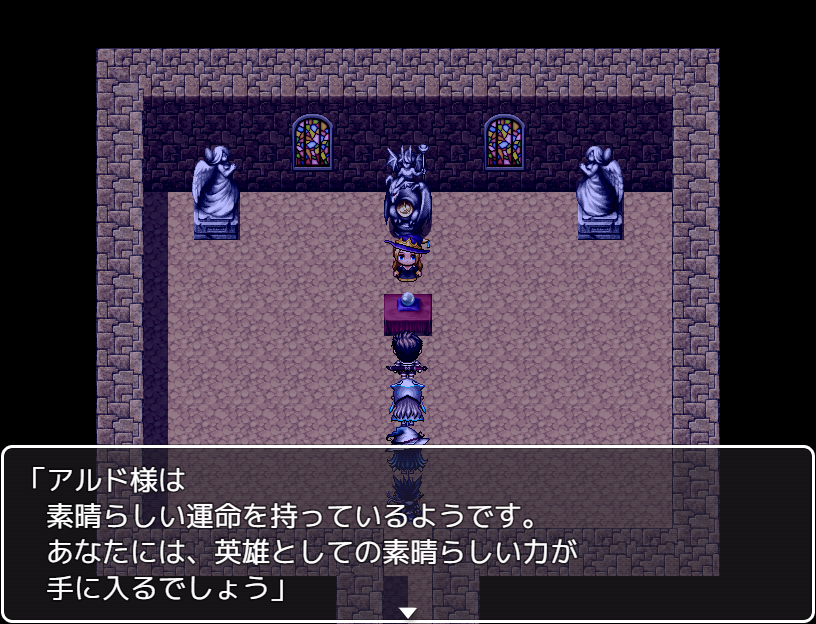 「アルド様は
素晴らしい運命を持っているようです。
あなたには、英雄としての素晴らしい力が
手に入るでしょう」